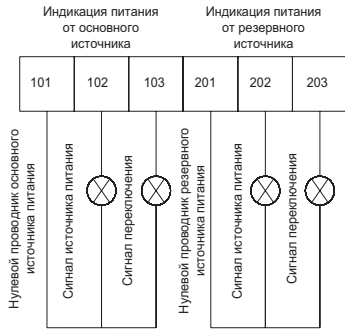 Индикация питания
от основного
источника
Индикация питания
от резервного
источника
101
102
103
201
202
203
Нулевой проводник основного
источника питания
Сигнал источника питания
Сигнал переключения
Нулевой проводник резервного
источника питания
Сигнал источника питания
Сигнал переключения